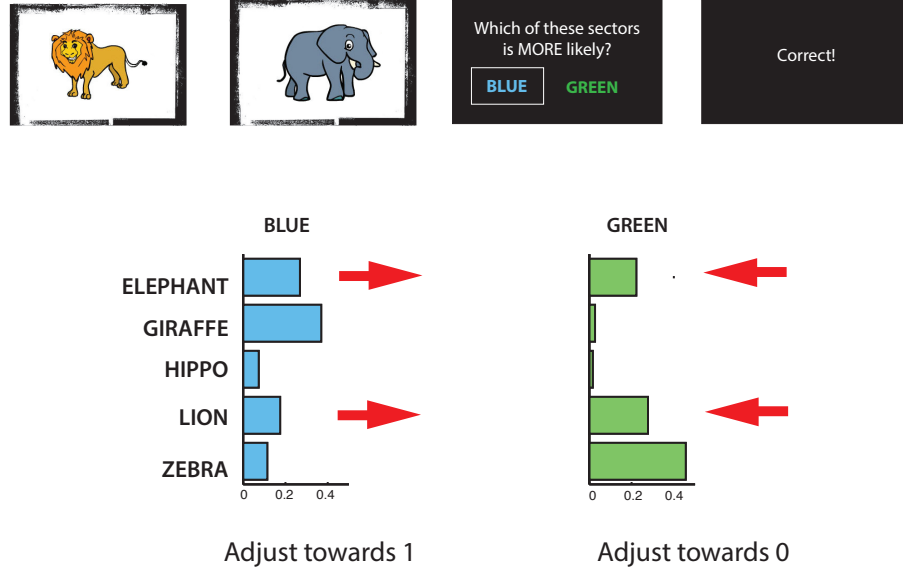 Which of these sectors
is MORE likely?
BLUE GREEN
Correct!
BLUE GREEN
ELEPHANT
GIRAFFE
HIPPO
LION
ZEBRA
0 0.2 0.4 0 0.2 0.4
Adjust towards 1 Adjust towards 0